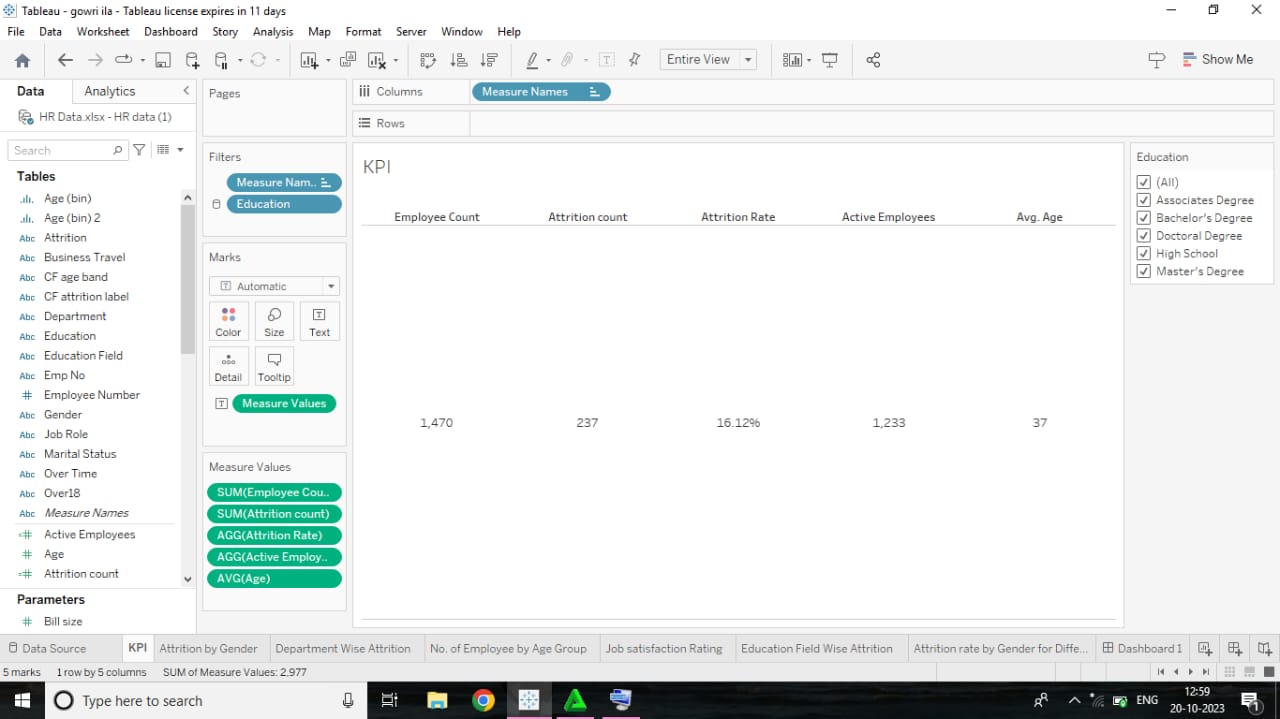 Tableau - gowri ila - Tableau license expires in 11 days
File Data Worksheet Dashboard Story Analysis Map Format Server Window Help
Entire View
Show Me
Data Analytics
HR Data.xlsx - HR data (1)
Search
Tables
Age (bin)
Age (bin) 2
Abc Attrition
Abc Business Travel
Abc CF age band
Abc CF attrition label
Abc Department
Abc Education
Abc Education Field
Abc Emp No
# Employee Number
Abc Gender
Abc Job Role
Abc Marital Status
Abc Over Time
Abc Over18
Abc Measure Names
=# Active Employees
# Age
=# Attrition count
Parameters
# Bill size
Pages
Filters
Measure Nam..
Education
Marks
Automatic
Color Size Text
Detail Tooltip
Measure Values
Measure Values
SUM(Employee Cou..
SUM(Attrition count)
AGG(Attrition Rate)
AGG(Active Employ..
AVG(Age)
Columns Measure Names
Rows
KPI
Employee Count Attrition count Attrition Rate Active Employees Avg. Age
1,470 237 16.12% 1,233 37
Education
(All)
Associates Degree
Bachelor's Degree
Doctoral Degree
High School
Master's Degree
Data Source KPI Attrition by Gender Department Wise Attrition No. of Employee by Age Group Job satisfaction Rating Education Field Wise Attrition Attrition rate by Gender for Diffe... Dashboard 1
5 marks 1 row by 5 columns SUM of Measure Values: 2,977
Type here to search
ENG
12:59
20-10-2023
1